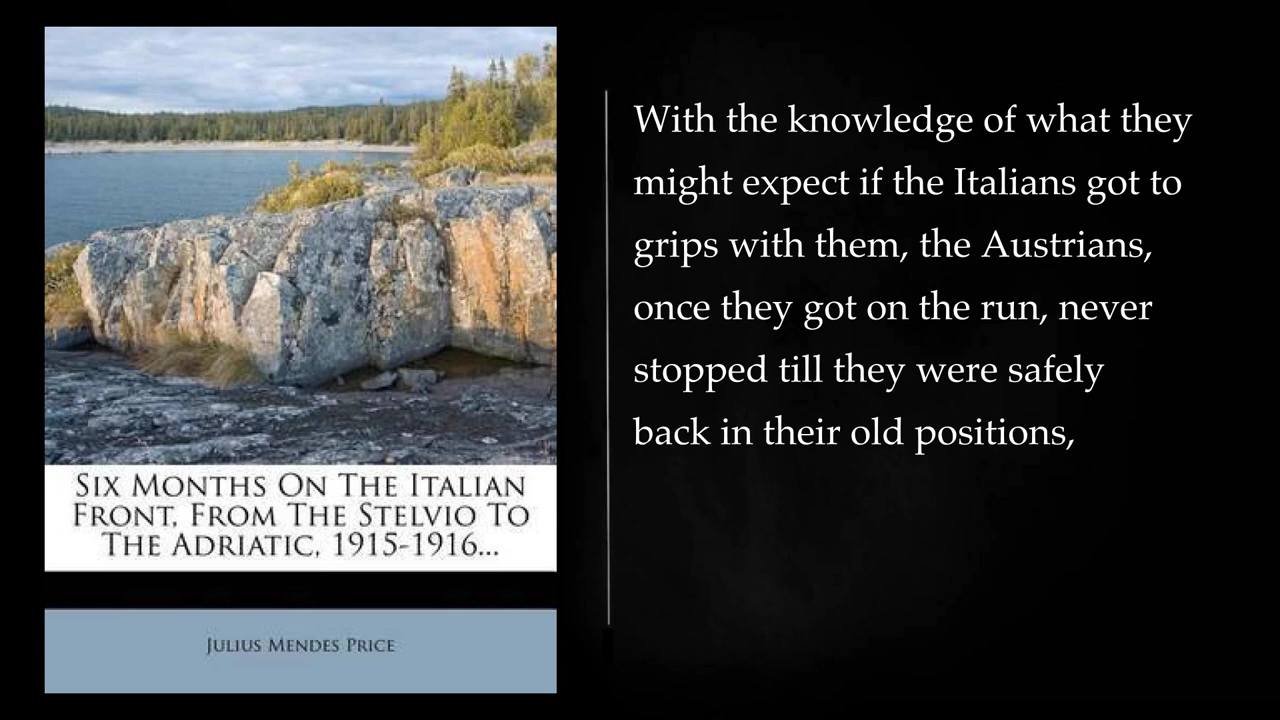 With the knowledge of what they
might expect if the Italians got to
grips with them, the Austrians,
once they got on the run, never
stopped till they were safely
back in their old positions,
Six Months On The Italian
Front, From The Stelvio To
The Adriatic, 1915-1916...
Julius Mendes Price